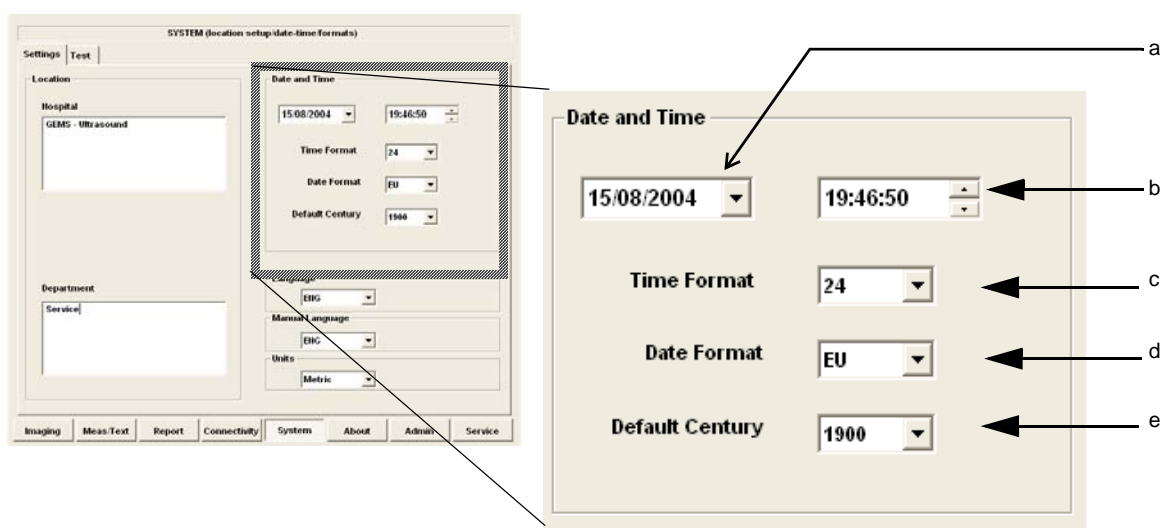 SYSTEM (location setup/date-time formats)
Settings Test
Location
Hospital
GEMS - Ultrasound
Department
Service
Date and Time
15/08/2004 19:46:50
Time Format 24
Date Format EU
Default Century 1900
Language
ENG
Manual Language
ENG
Units
Metric
Imaging Meas/Text Report Connectivity System About Admin Service
Date and Time
15/08/2004 19:46:50
Time Format 24
Date Format EU
Default Century 1900
a
b
c
d
e